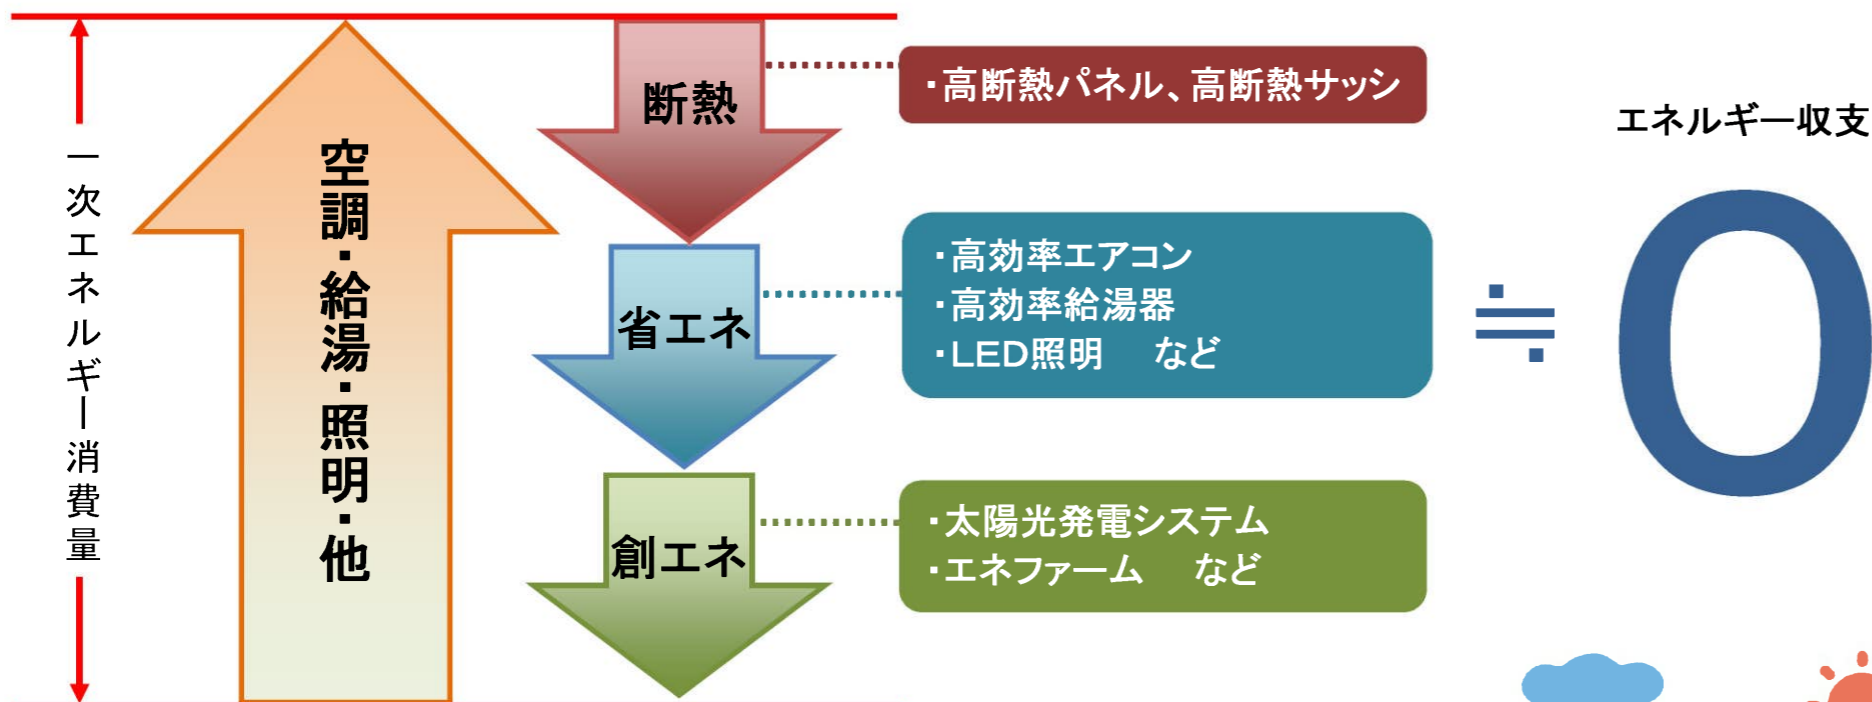 一次エネルギー消費量
空調・給湯・照明・他
断熱
・高断熱パネル、高断熱サッシ
省エネ
・高効率エアコン
・高効率給湯器
・LED照明　など
創エネ
・太陽光発電システム
・エネファーム　など
エネルギー収支
≒
0